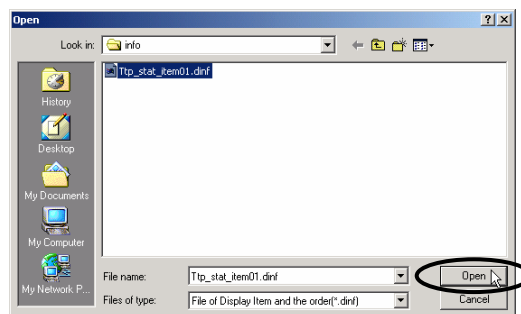 Open
Look in: info
Ttp_stat_item01.dinf
History
Desktop
My Documents
My Computer
My Network P...
File name: Ttp_stat_item01.dinf Open
Files of type: File of Display Item and the order(*.dinf) Cancel